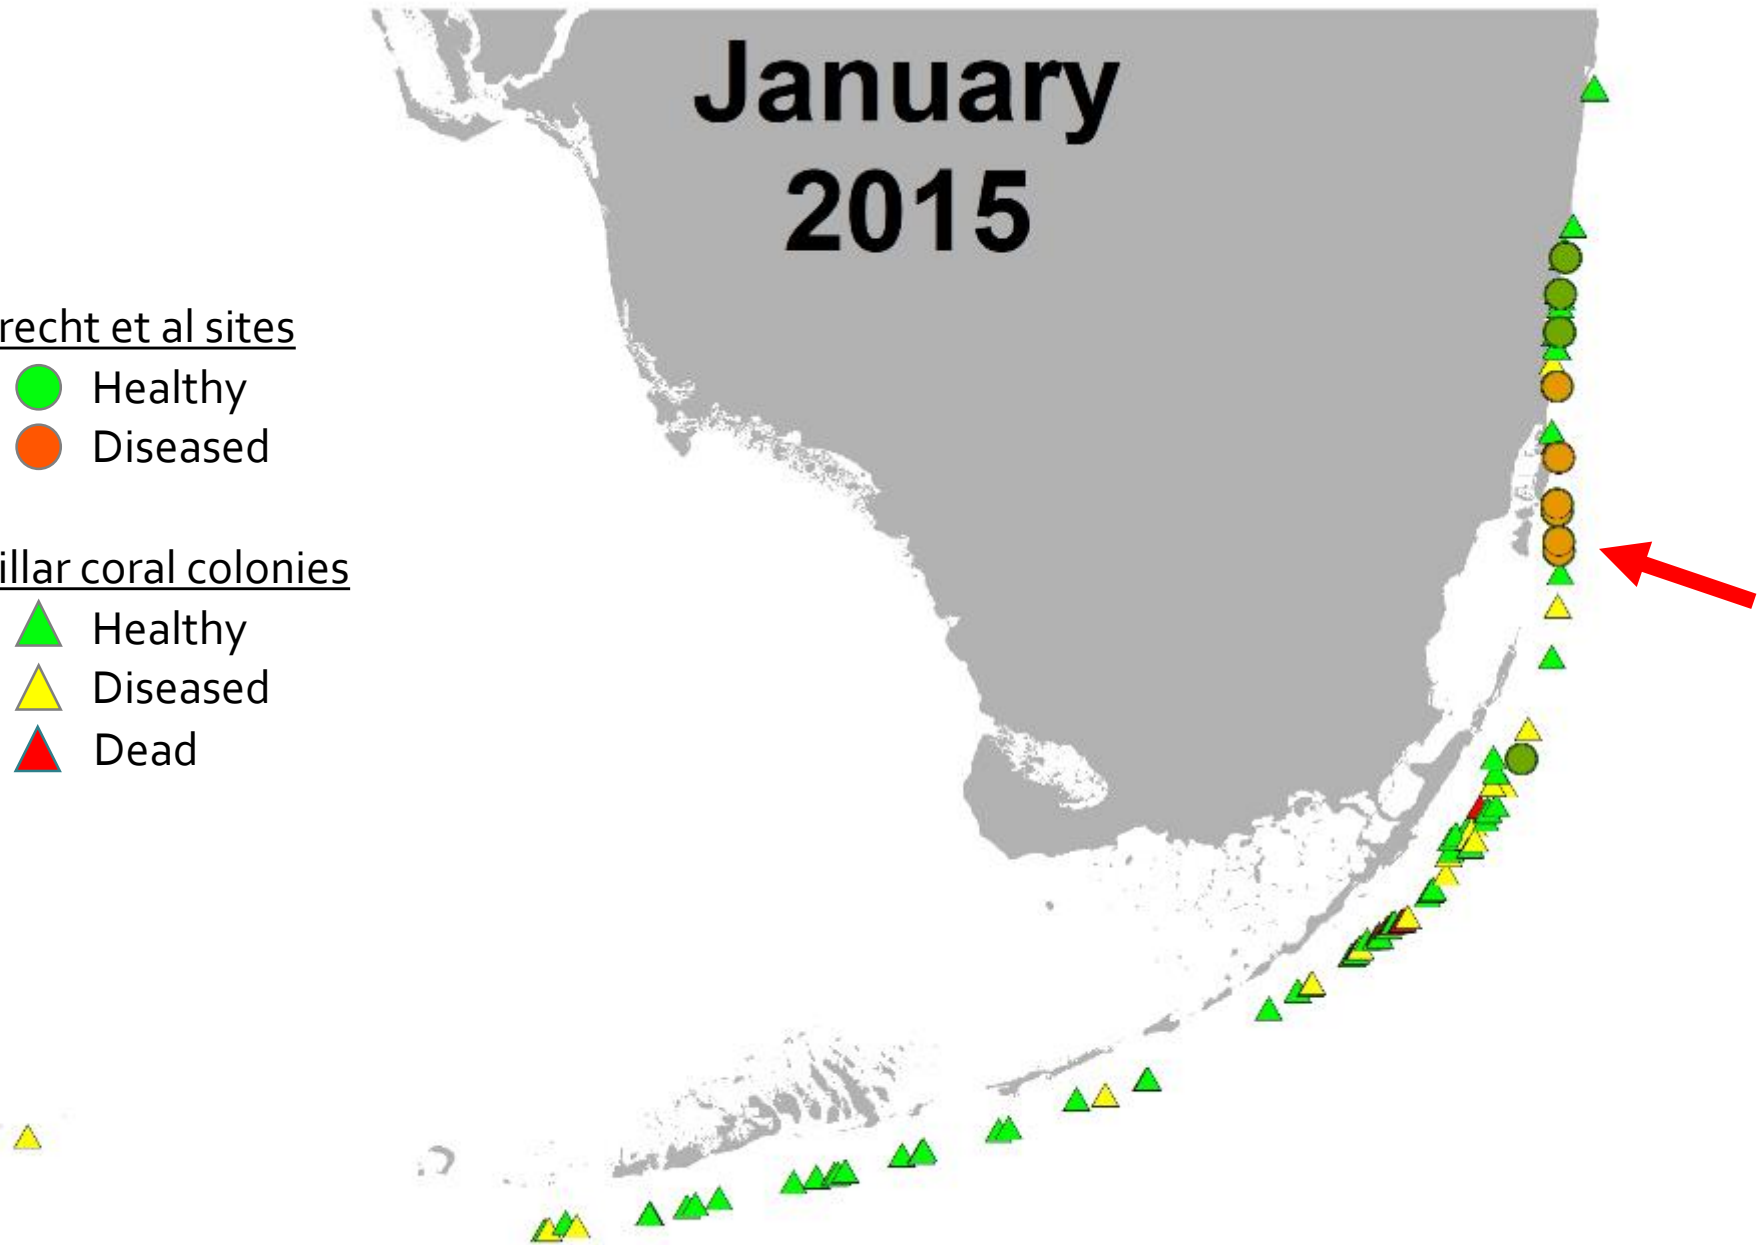 January
2015
recht et al sites
Healthy
Diseased
illar coral colonies
Healthy
Diseased
Dead